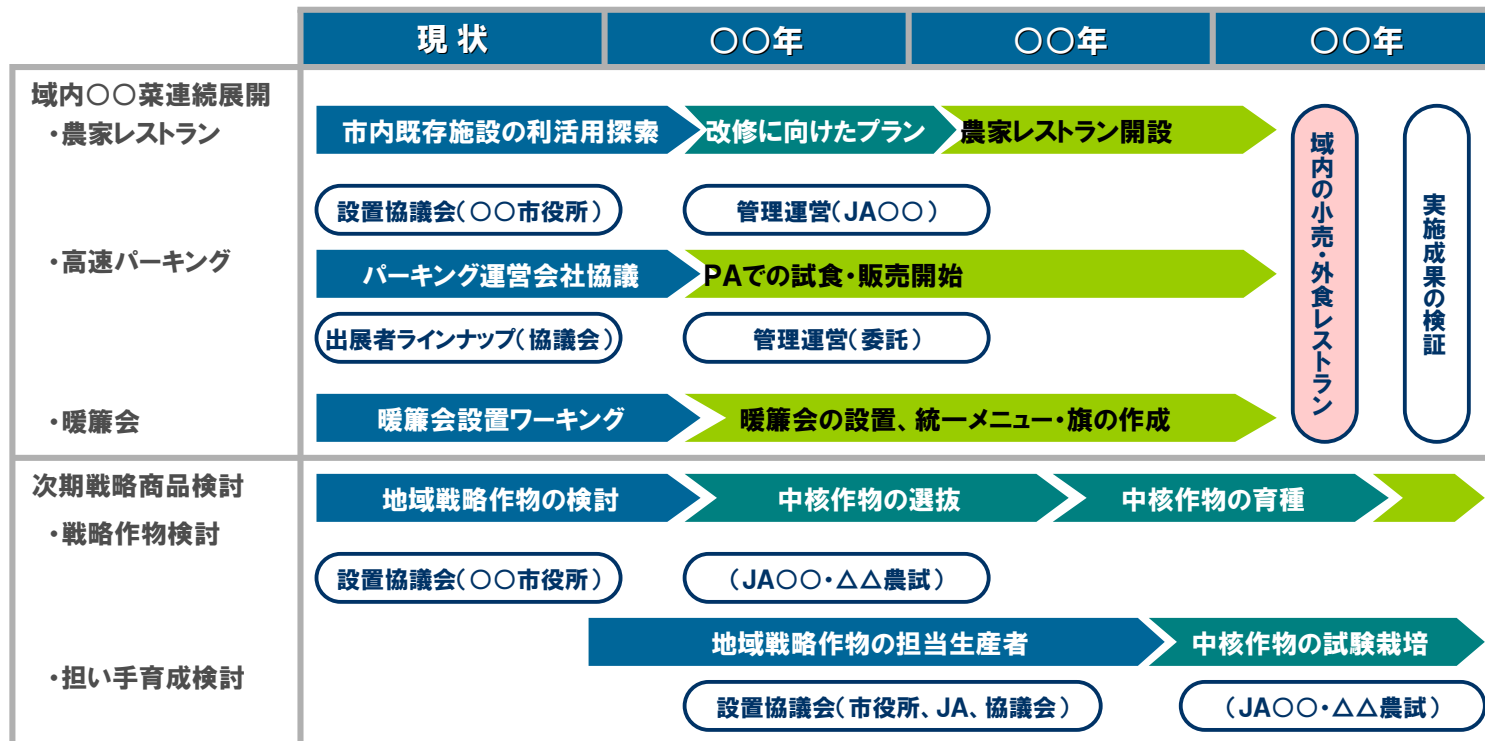 現 状
○○年
○○年
○○年
域内○○菜連続展開
・農家レストラン
市内既存施設の利活用探索
改修に向けたプラン
農家レストラン開設
設置協議会(○○市役所)
管理運営(JA○○)
・高速パーキング
パーキング運営会社協議
PAでの試食・販売開始
出展者ラインナップ(協議会)
管理運営(委託)
・暖簾会
暖簾会設置ワーキング
暖簾会の設置、統一メニュー・旗の作成
域内の小売・外食レストラン
実施成果の検証
次期戦略商品検討
・戦略作物検討
地域戦略作物の検討
中核作物の選抜
中核作物の育種
設置協議会(○○市役所)
(JA○○・△△農試)
・担い手育成検討
地域戦略作物の担当生産者
中核作物の試験栽培
設置協議会(市役所、JA、協議会)
(JA○○・△△農試)